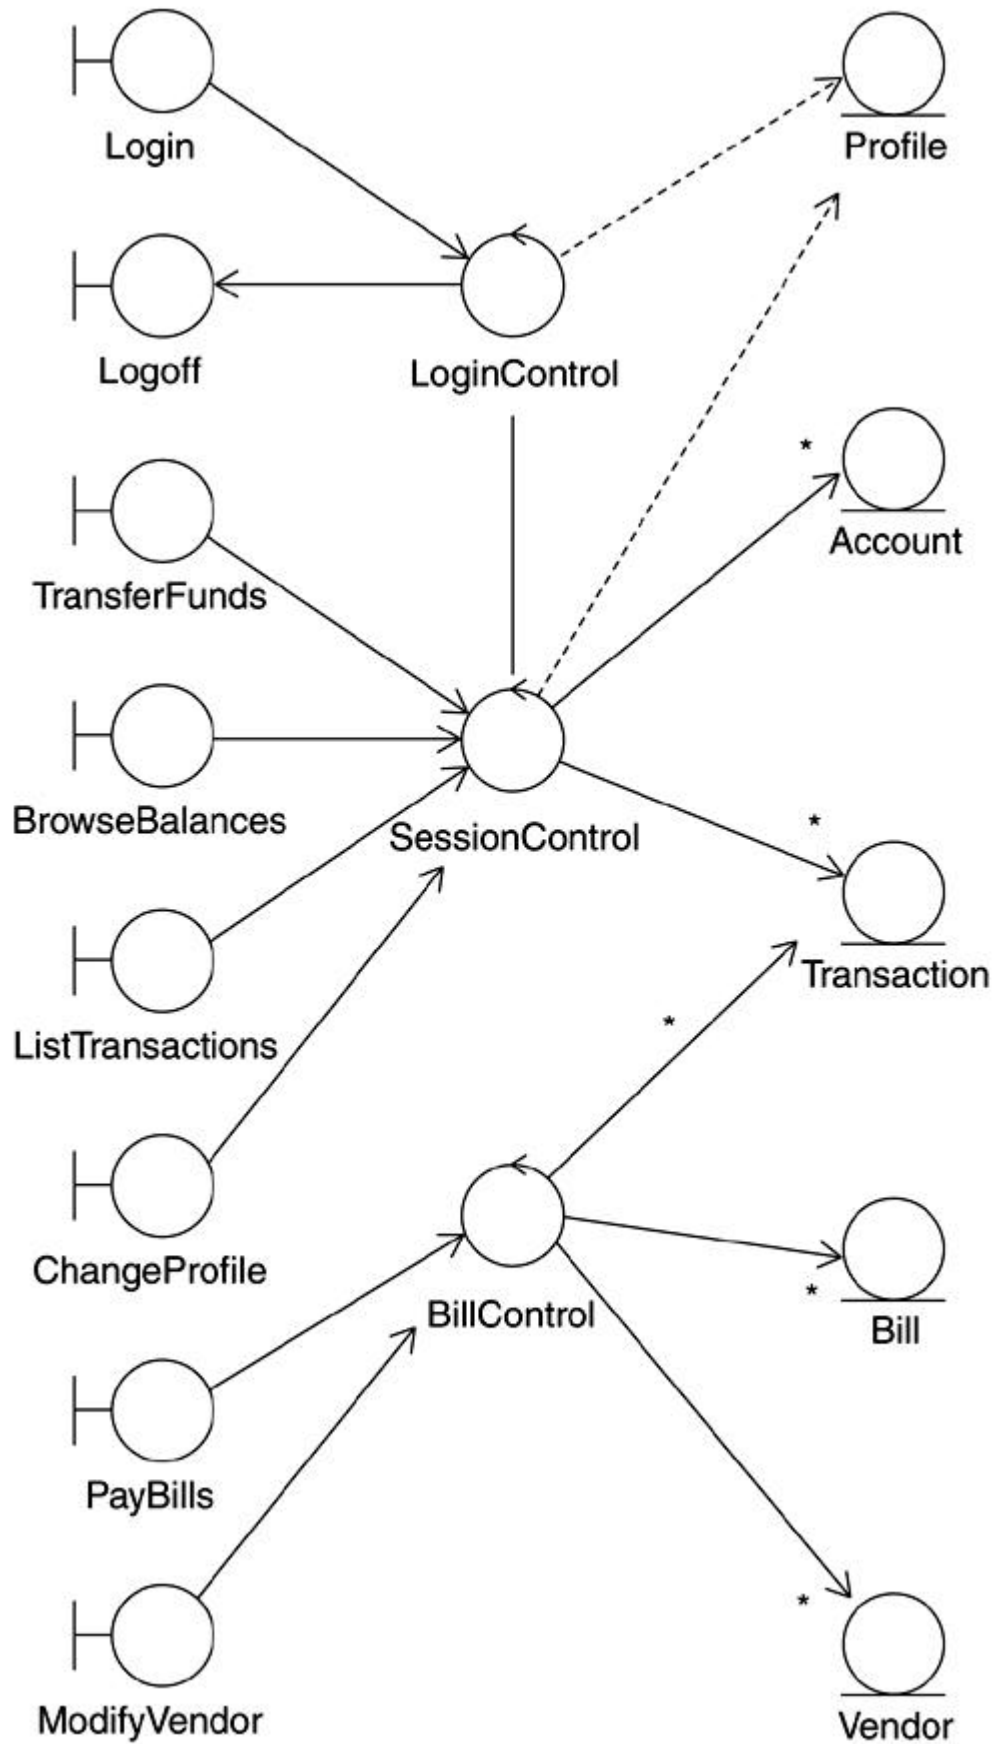 Login
Profile
Logoff
LoginControl
*
Account
TransferFunds
BrowseBalances
SessionControl
*
Transaction
*
ListTransactions
ChangeProfile
BillControl
*
Bill
PayBills
*
ModifyVendor
Vendor